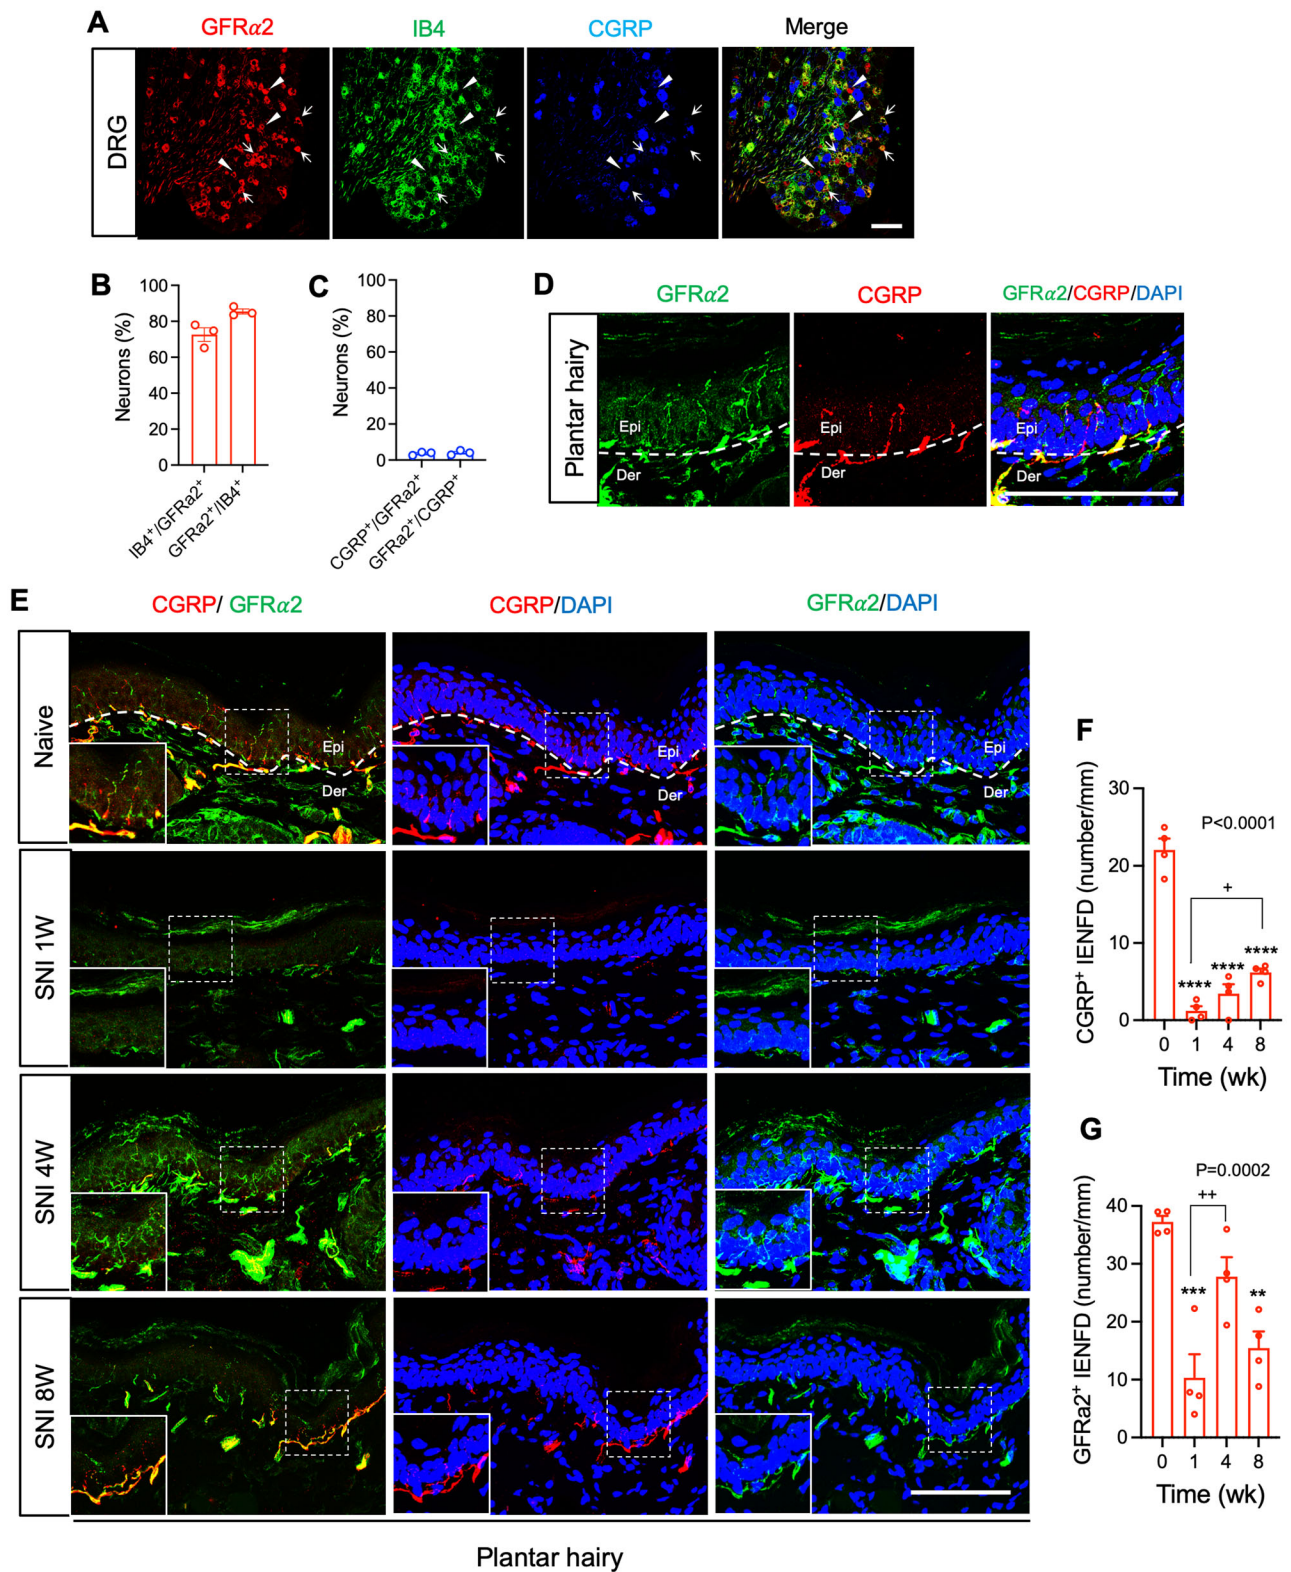 A
GFRα2
IB4
CGRP
Merge
DRG
B
100
80
60
40
20
0
Neurons (%)
IB4+/GFRa2+
GFRa2+/IB4+
C
100
80
60
40
20
0
Neurons (%)
CGRP+/GFRa2+
GFRa2+/CGRP+
D
GFRα2
CGRP
GFRα2/CGRP/DAPI
Plantar hairy
Epi
Der
Epi
Der
Epi
Der
E
CGRP/ GFRα2
CGRP/DAPI
GFRα2/DAPI
Naive
Epi
Der
Epi
Der
Epi
Der
SNI 1W
SNI 4W
SNI 8W
Plantar hairy
F
30
20
10
0
CGRP+ IENFD (number/mm)
P<0.0001
+
****
****
****
0 1 4 8
Time (wk)
G
40
30
20
10
0
GFRa2+ IENFD (number/mm)
P=0.0002
++
***
**
0 1 4 8
Time (wk)